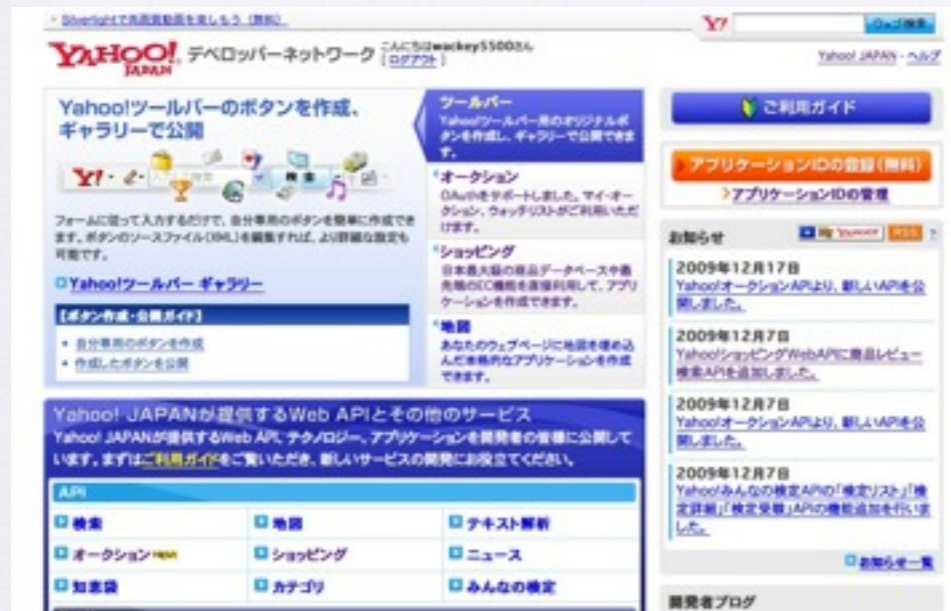 Silverlightで高画質動画を楽しもう（無料）
Y?
ウェブ検索
YAHOO! JAPAN デベロッパーネットワーク
こんにちはwackey5500さん
[ログアウト]
Yahoo! JAPAN - ヘルプ
Yahoo!ツールバーのボタンを作成、
ギャラリーで公開
Y!
検索
フォームに従って入力するだけで、自分専用のボタンを簡単に作成でき
ます。ボタンのソースファイル(XML)を編集すれば、より詳細な設定も
可能です。
Yahoo!ツールバー ギャラリー
【ボタン作成・公開ガイド】
自分専用のボタンを作成
作成したボタンを公開
ツールバー
Yahoo!ツールバー用のオリジナルボ
タンを作成し、ギャラリーで公開できま
す。
オークション
OAuthをサポートしました。マイ・オー
クション、ウォッチリストがご利用いただ
けます。
ショッピング
日本最大級の商品データベースや最
先端のEC機能を直接利用して、アプリ
ケーションを作成できます。
地図
あなたのウェブページに地図を埋め込
んだ本格的なアプリケーションを作成
できます。
ご利用ガイド
アプリケーションIDの登録(無料)
アプリケーションIDの管理
お知らせ
My YAHOO! RSS ?
2009年12月17日
Yahoo!オークションAPIより、新しいAPIを公
開しました。
2009年12月7日
Yahoo!ショッピングWebAPIに商品レビュー
検索APIを追加しました。
2009年12月7日
Yahoo!オークションAPIより、新しいAPIを公
開しました。
2009年12月7日
Yahoo!みんなの検定APIの「検定リスト」「検
定詳細」「検定受験」APIの機能追加を行いま
した。
お知らせ一覧
開発者ブログ
Yahoo! JAPANが提供するWeb APIとその他のサービス
Yahoo! JAPANが提供するWeb API、テクノロジー、アプリケーションを開発者の皆様に公開して
います。まずはご利用ガイドをご覧いただき、新しいサービスの開発にお役立てください。
API
検索
地図
テキスト解析
オークション NEW!
ショッピング
ニュース
知恵袋
カテゴリ
みんなの検定